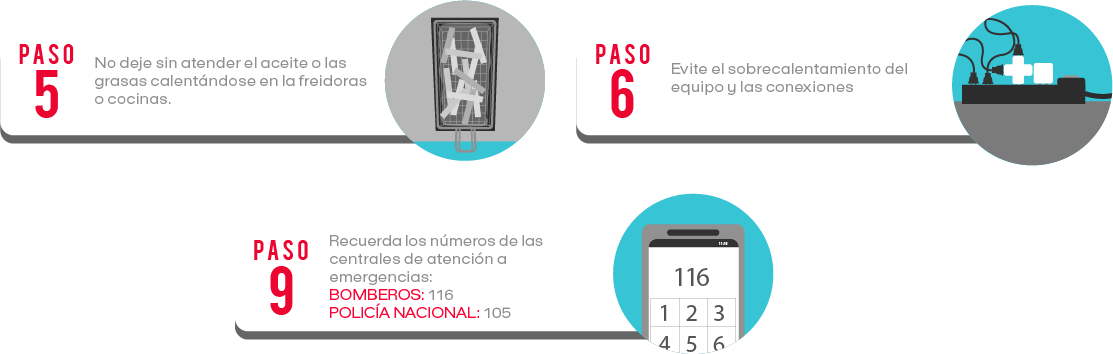 PASO
5
No deje sin atender el aceite o las
grasas calentándose en la freidoras
o cocinas.
PASO
6
Evite el sobrecalentamiento del
equipo y las conexiones
PASO
9
Recuerda los números de las
centrales de atención a
emergencias:
BOMBEROS: 116
POLICÍA NACIONAL: 105
11:48
116
1 2 3
4 5 6